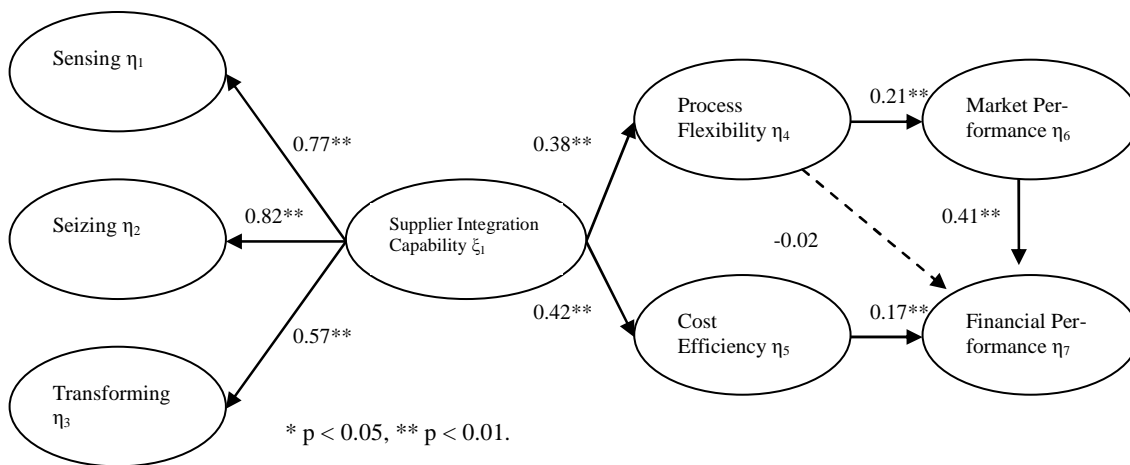 Sensing η1
0.77**
Seizing η2
0.82**
Transforming
η3
0.57**
Supplier Integration
Capability ξ1
0.38**
0.42**
Process
Flexibility η4
0.21**
Market Per-
formance η6
-0.02
0.41**
Cost
Efficiency η5
0.17**
Financial Per-
formance η7
* p < 0.05, ** p < 0.01.